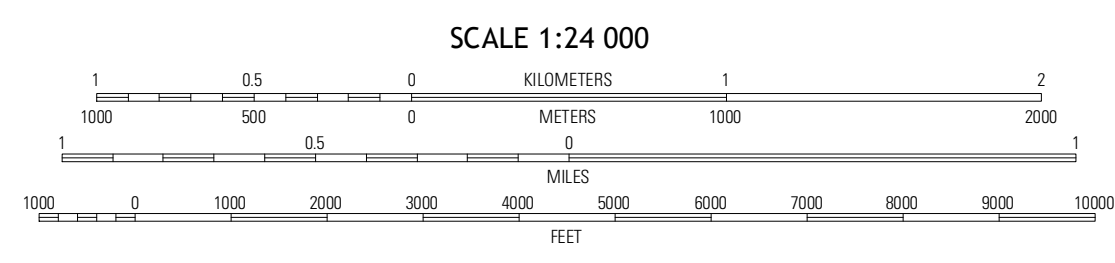 SCALE 1:24 000
1 0.5 0 KILOMETERS 1 2
1000 500 0 METERS 1000 2000
1 0.5 0 1
MILES
1000 0 1000 2000 3000 4000 5000 6000 7000 8000 9000 10000
FEET